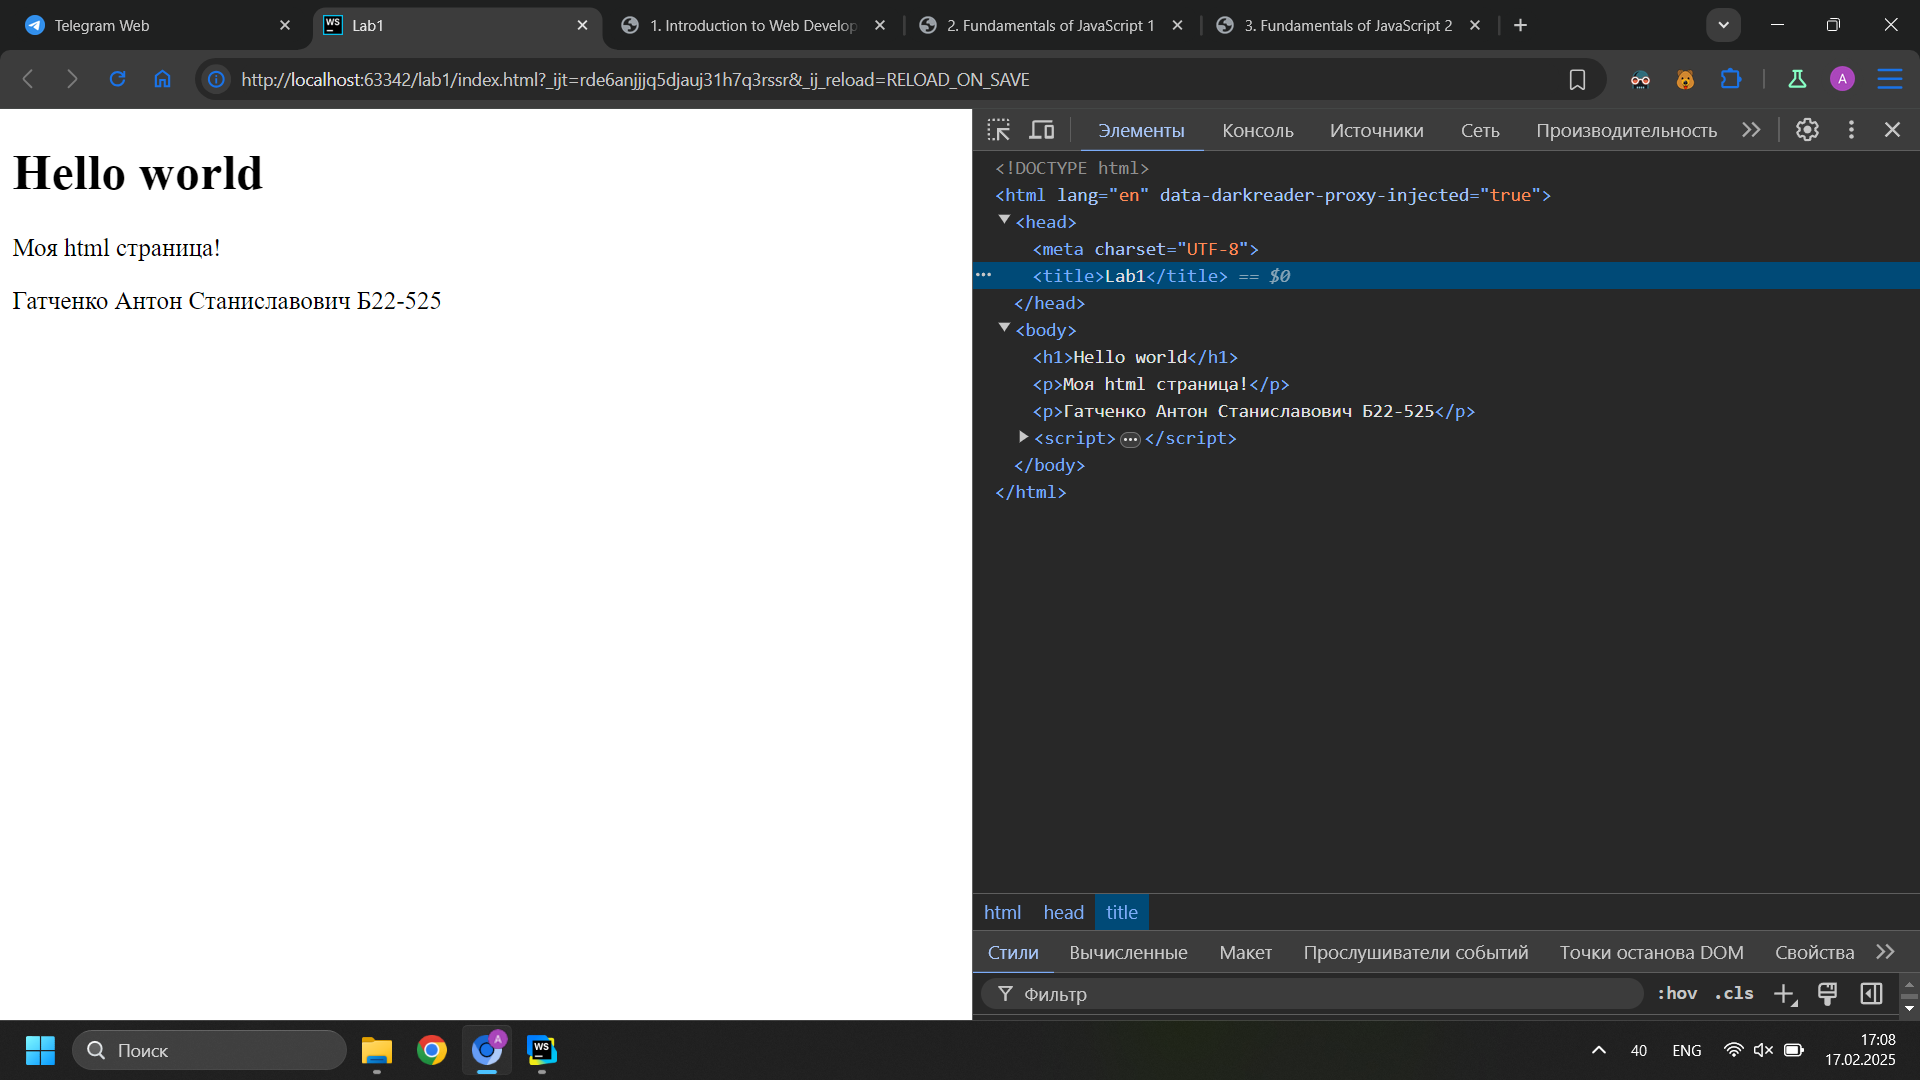 Telegram Web
Lab1
1. Introduction to Web Develop
2. Fundamentals of JavaScript 1
3. Fundamentals of JavaScript 2
http://localhost:63342/lab1/index.html?_ijt=rde6anjjjq5djauj31h7q3rssr&_ij_reload=RELOAD_ON_SAVE
A
Hello world
Моя html страница!
Гатченко Антон Станиславович Б22-525
Элементы Консоль Источники Сеть Производительность
<!DOCTYPE html>
<html lang="en" data-darkreader-proxy-injected="true">
<head>
<meta charset="UTF-8">
<title>Lab1</title> == $0
</head>
<body>
<h1>Hello world</h1>
<p>Моя html страница!</p>
<p>Гатченко Антон Станиславович Б22-525</p>
<script>…</script>
</body>
</html>
html head title
Стили Вычисленные Макет Прослушиватели событий Точки останова DOM Свойства
Фильтр :hov .cls
Поиск
A
WS
40 ENG
17:08
17.02.2025